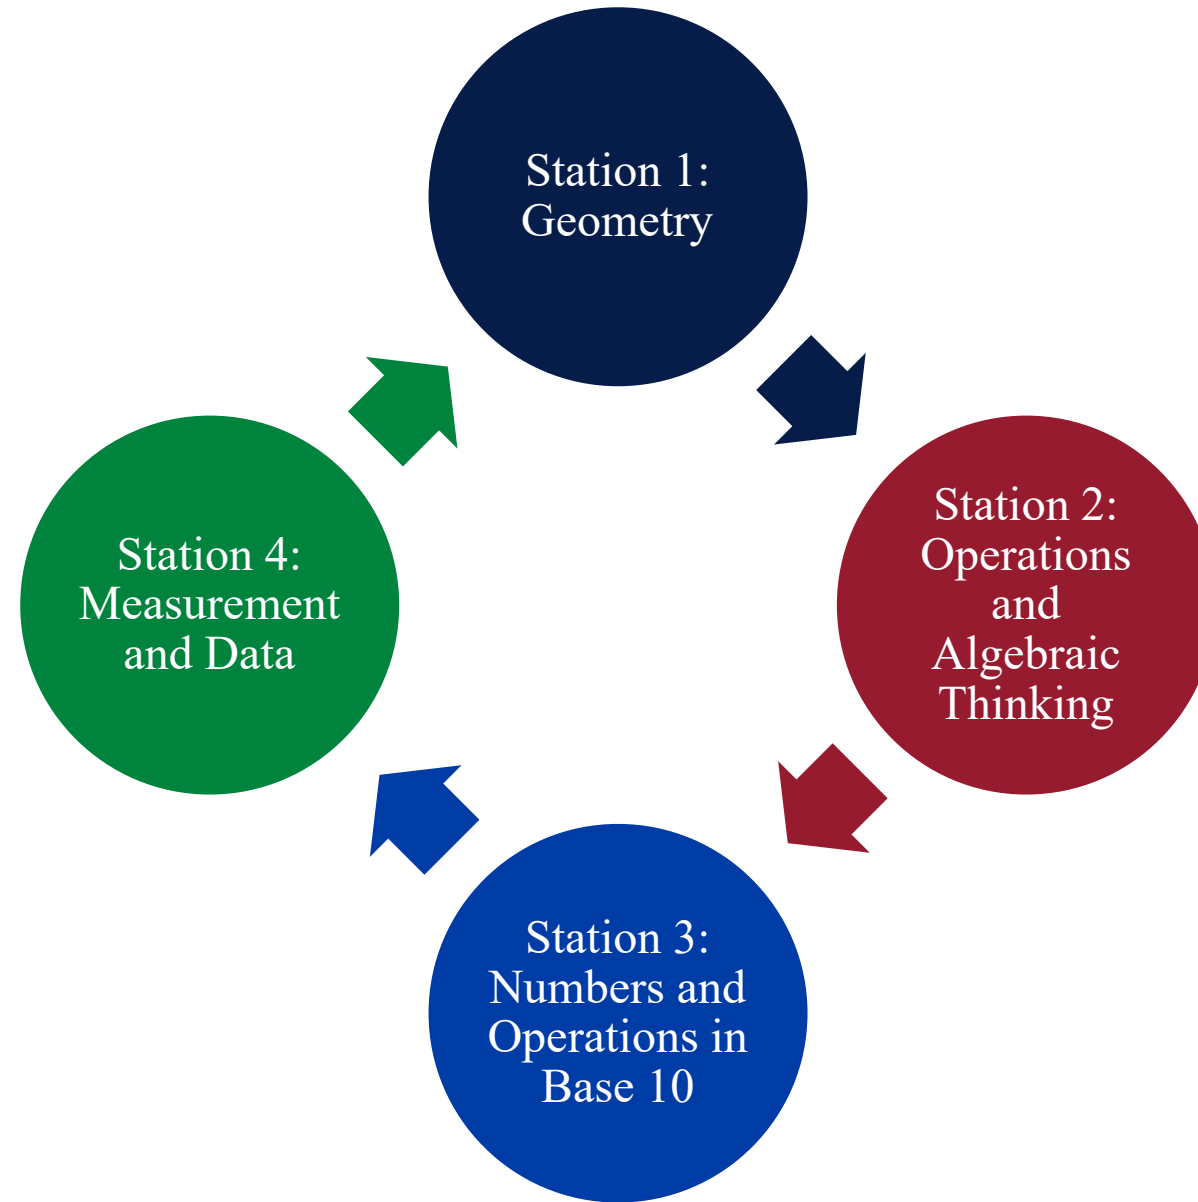 Station 1:
Geometry
Station 2:
Operations
and
Algebraic
Thinking
Station 3:
Numbers and
Operations in
Base 10
Station 4:
Measurement
and Data